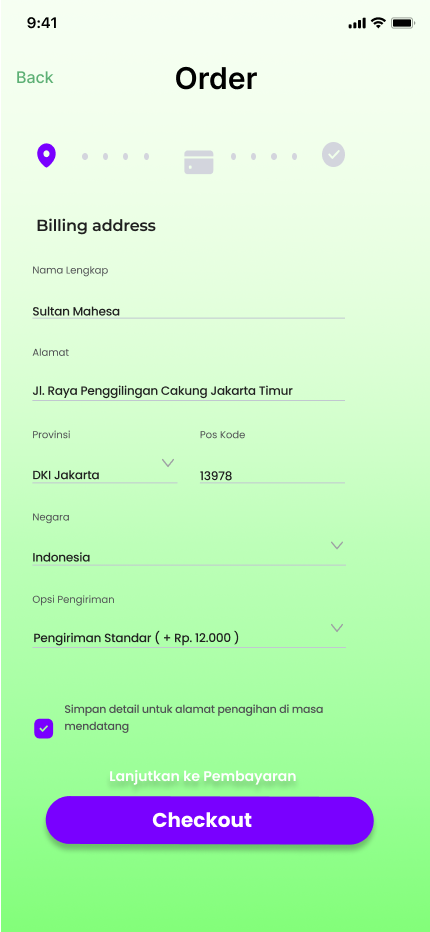 9:41
Back
Order
Billing address
Nama Lengkap
Sultan Mahesa
Alamat
Jl. Raya Penggilingan Cakung Jakarta Timur
Provinsi
Pos Kode
DKI Jakarta
13978
Negara
Indonesia
Opsi Pengiriman
Pengiriman Standar ( + Rp. 12.000 )
Simpan detail untuk alamat penagihan di masa
mendatang
Lanjutkan ke Pembayaran
Checkout